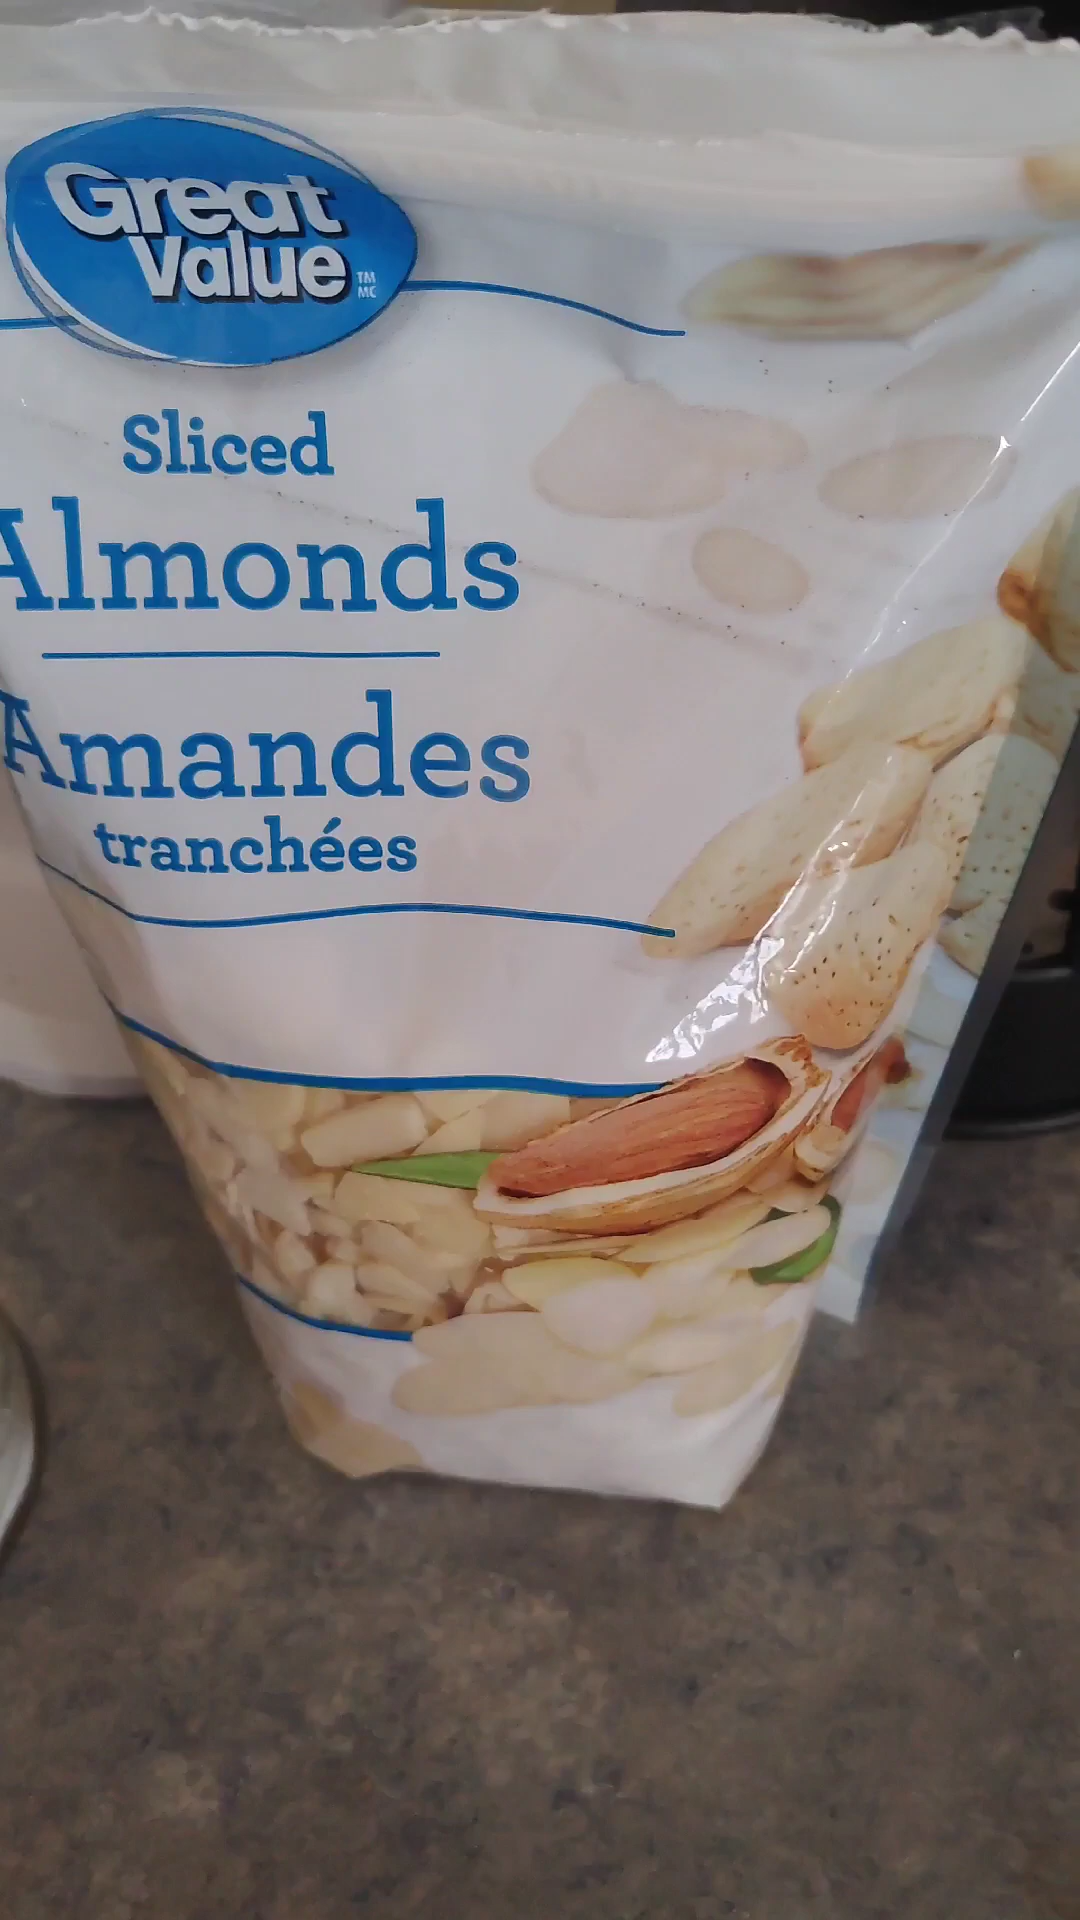 Great
Value
TM
MC
Sliced
Almonds
Amandes
tranchées